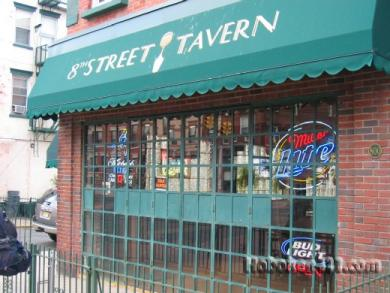 8TH STREET TAVERN
Miller
Lite
BUD
LIGHT
Hoboken411.com